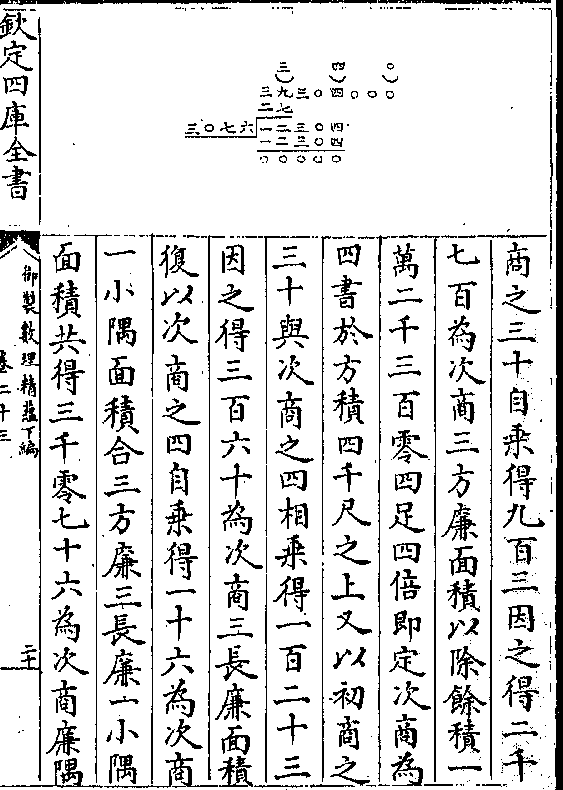 三 四 ○
三九三○四○○○
二七
三○七六 一二三○四
一二三○四
○○○○○
商之三十自乘得九百三因之得二千
七百為次商三方廉面積以除餘積一
萬二千三百零四足四倍即定次商為
四書於方積四千尺之上又以初商之
三十與次商之四相乘得一百二十三
因之得三百六十為次商三長廉面積
復以次商之四自乘得一十六為次商
一小隅面積合三方廉三長廉一小隅
面積共得三千零七十六為次商廉隅
欽定四庫全書
御製數理精蘊下編
卷二十三
二十